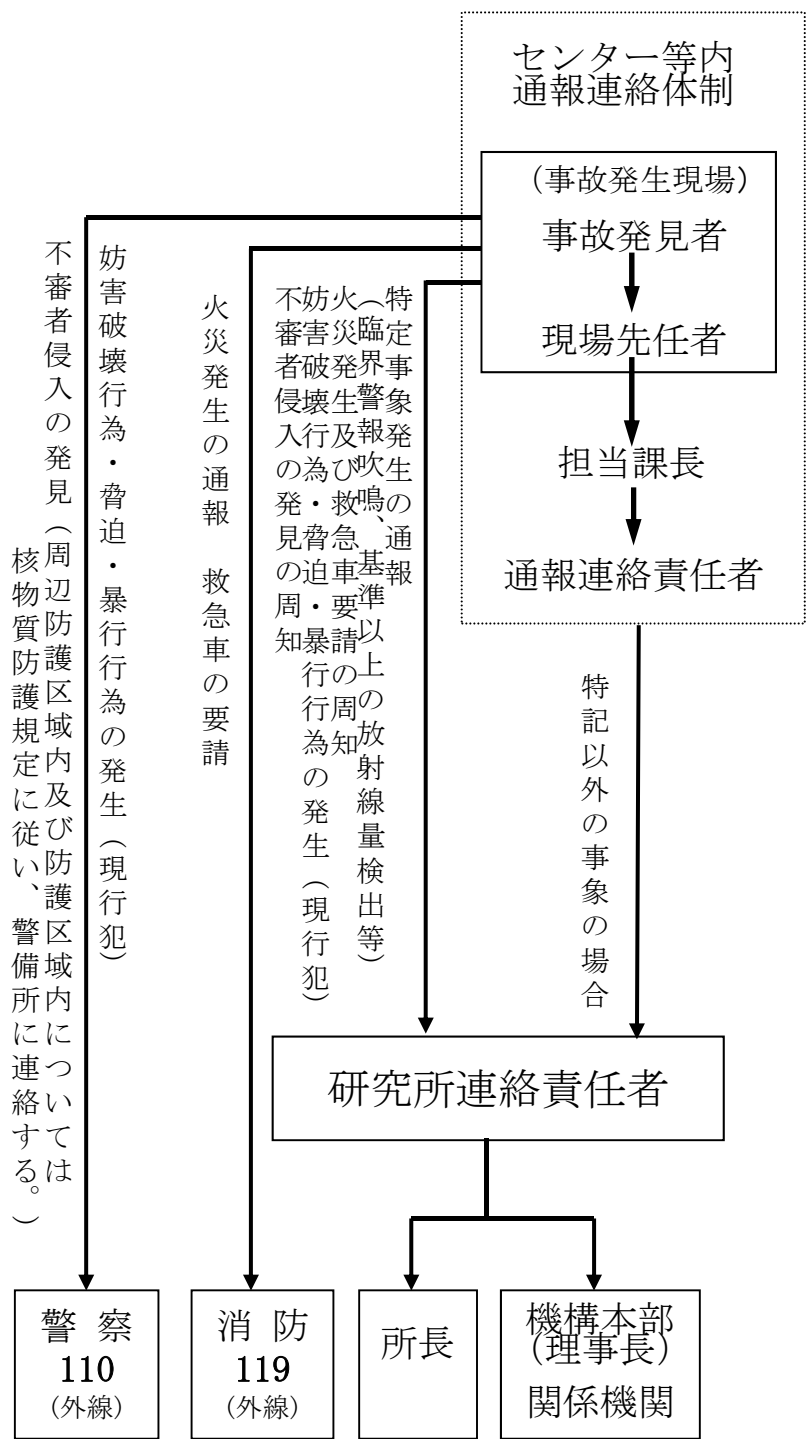 センター等内
通報連絡体制
（事故発生現場）
事故発見者
現場先任者
担当課長
通報連絡責任者
特記以外の事象の場合
特定事象発生の通報
（臨界警報吹鳴、基準以上の放射線量検出等）
火災発生及び救急車要請の周知
妨害破壊行為・脅迫・暴行行為の発生（現行犯）
不審者侵入の発見の周知
火災発生の通報　救急車の要請
妨害破壊行為・脅迫・暴行行為の発生（現行犯）
不審者侵入の発見（周辺防護区域内及び防護区域内については
核物質防護規定に従い、警備所に連絡する。）
研究所連絡責任者
警 察
110
（外線）
消 防
119
（外線）
所長
機構本部
（理事長）
関係機関